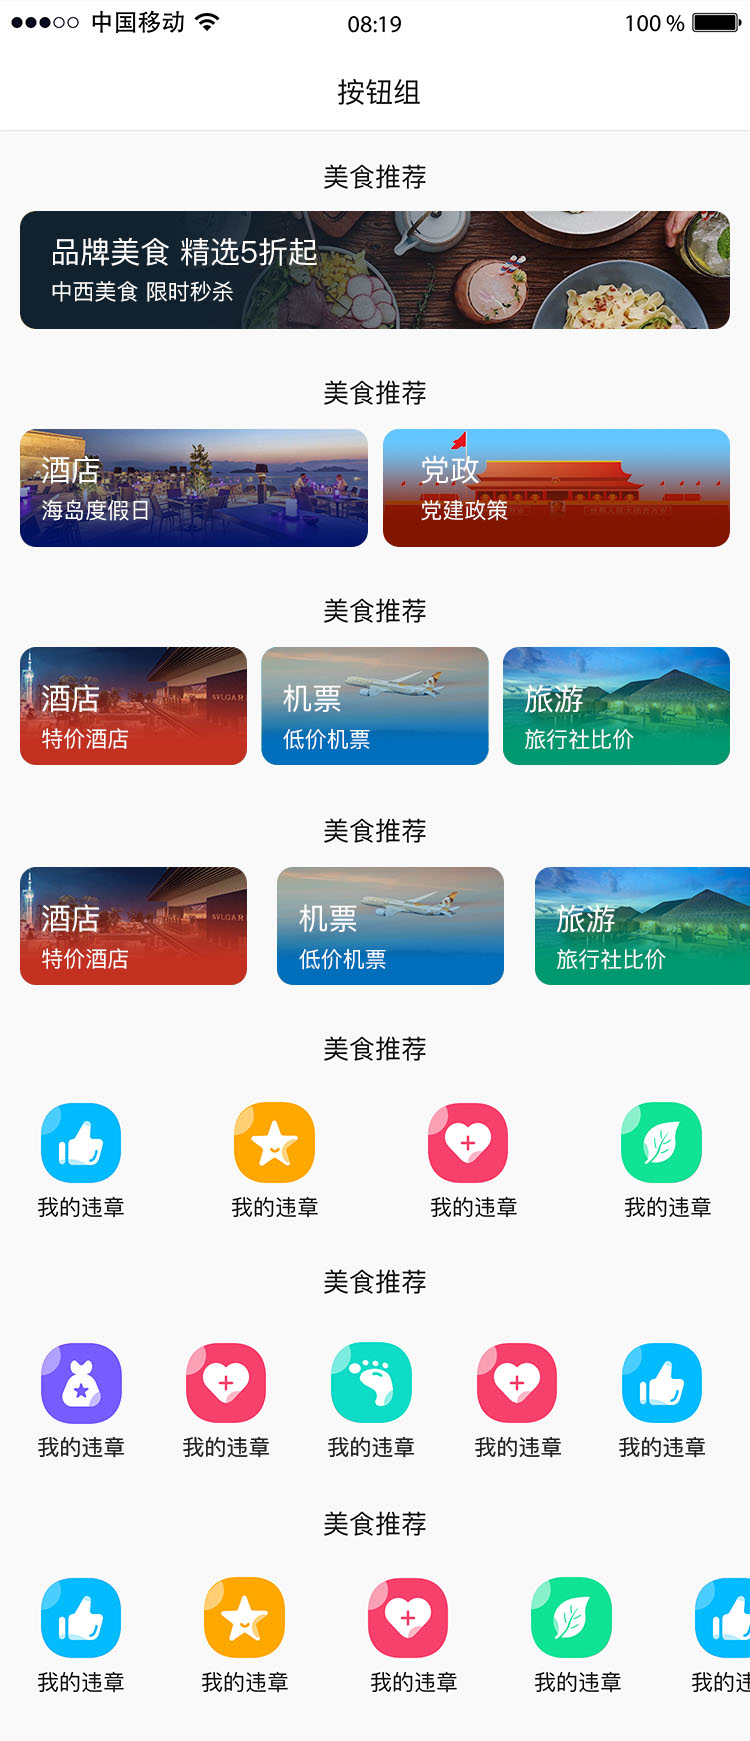 中国移动 08:19 100 %
按钮组
美食推荐
品牌美食 精选5折起
中西美食 限时秒杀
美食推荐
酒店 党政
海岛度假日 党建政策
美食推荐
酒店 机票 旅游
特价酒店 低价机票 旅行社比价
美食推荐
酒店 机票 旅游
特价酒店 低价机票 旅行社比价
美食推荐
我的违章 我的违章 我的违章 我的违章
美食推荐
我的违章 我的违章 我的违章 我的违章 我的违章
美食推荐
我的违章 我的违章 我的违章 我的违章 我的违